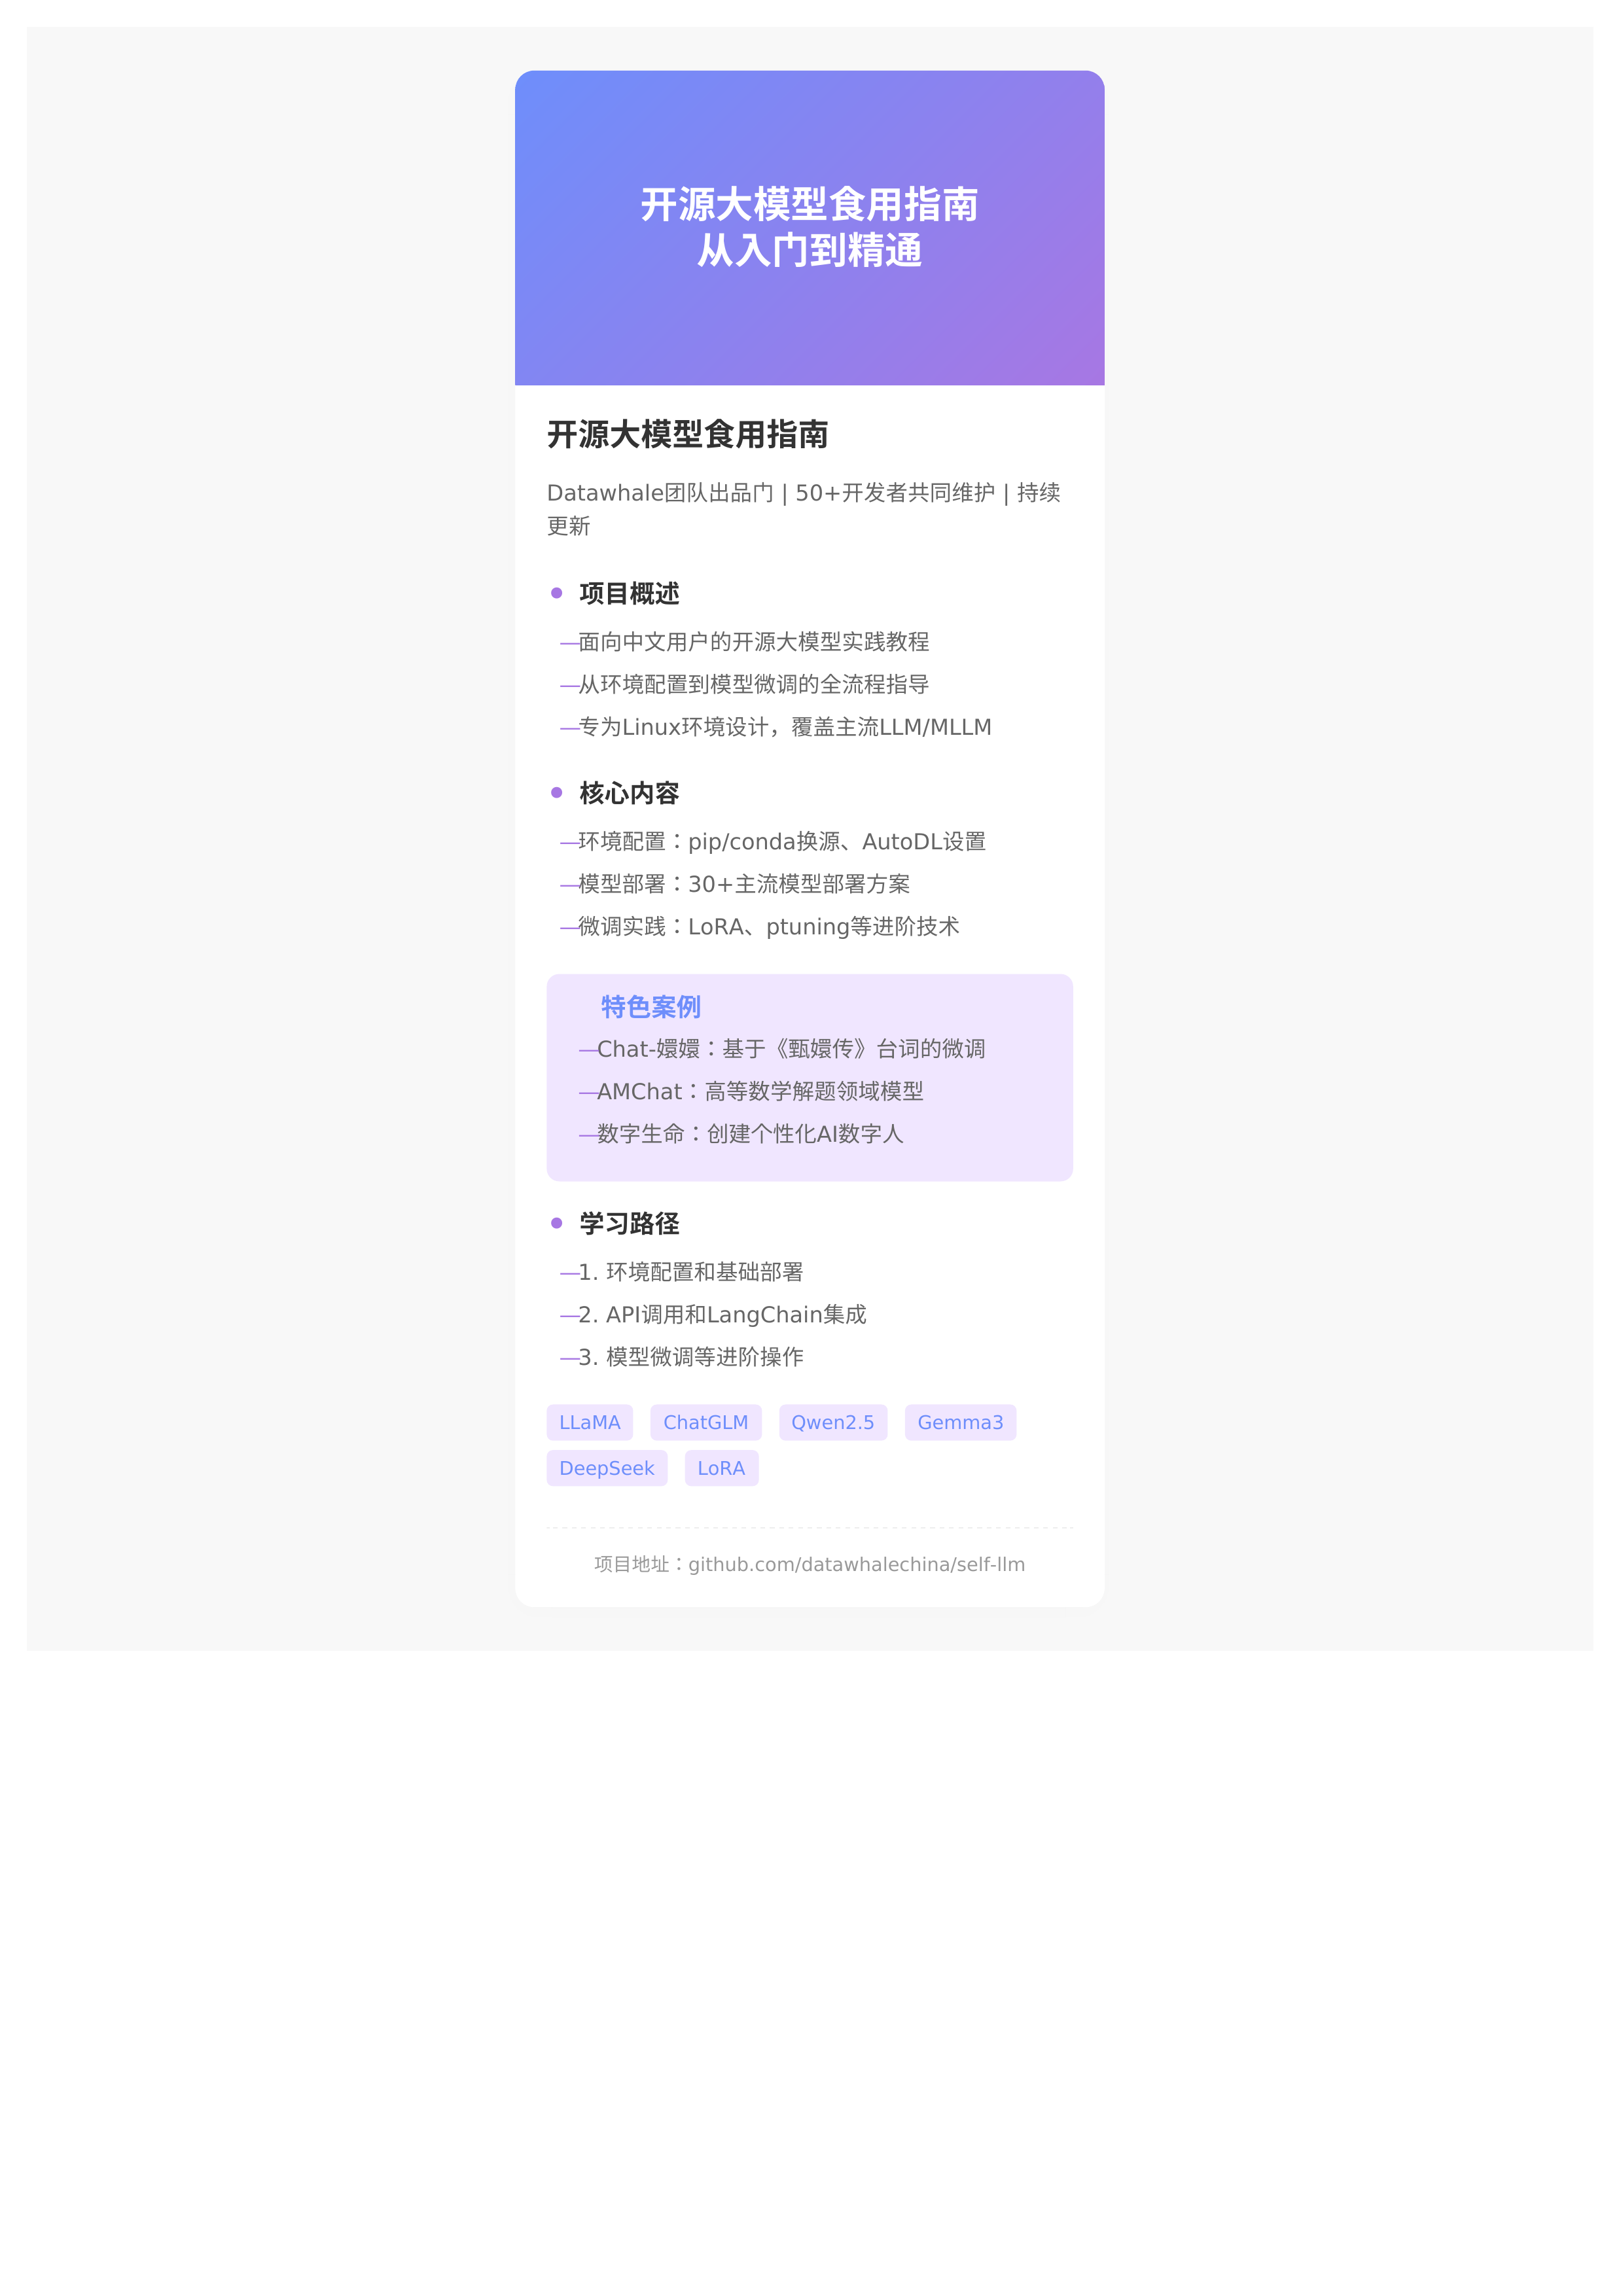 开源大模型食用指南
从入门到精通
开源大模型食用指南
Datawhale团队出品门 | 50+开发者共同维护 | 持续
更新
项目概述
—面向中文用户的开源大模型实践教程
—从环境配置到模型微调的全流程指导
—专为Linux环境设计，覆盖主流LLM/MLLM
核心内容
—环境配置：pip/conda换源、AutoDL设置
—模型部署：30+主流模型部署方案
—微调实践：LoRA、ptuning等进阶技术
特色案例
—Chat-嬛嬛：基于《甄嬛传》台词的微调
—AMChat：高等数学解题领域模型
—数字生命：创建个性化AI数字人
学习路径
—1. 环境配置和基础部署
—2. API调用和LangChain集成
—3. 模型微调等进阶操作
LLaMA ChatGLM Qwen2.5 Gemma3
DeepSeek LoRA
项目地址：github.com/datawhalechina/self-llm